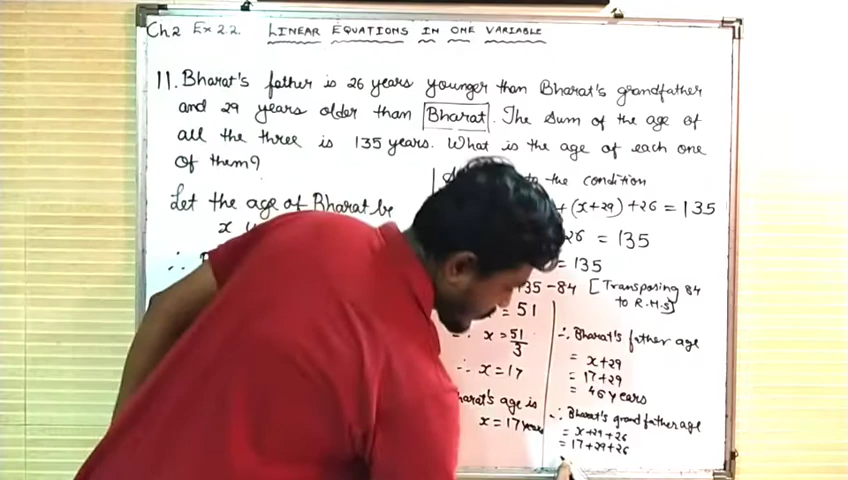 Ch2 Ex 2.2. LINEAR EQUATIONS IN ONE VARIABLE
11. Bharat's father is 26 years younger than Bharat's grandfather
and 29 years older than Bharat. The sum of the age of
all the three is 135 years. What is the age of each one
of them?
Let the age of Bharat be
x
∴
to the condition
+(x+29)+26 = 135
26 = 135
= 135
135-84 [Transposing 84
to R.H.S]
= 51
∴ x = 51/3
∴ x = 17
Bharat's age is
x = 17 years
∴ Bharat's father age
= x+29
= 17+29
= 46 years
∴ Bharat's grand father age
= x+29+26
= 17+29+26